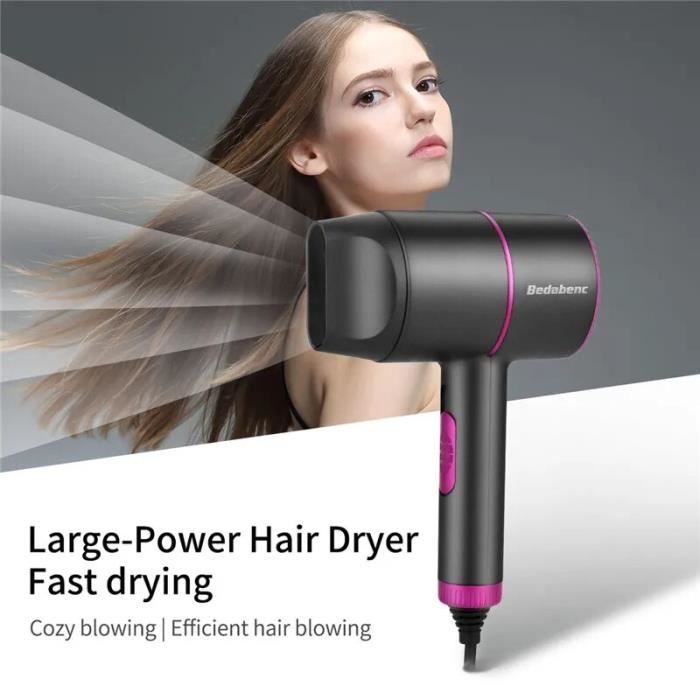 Bedabenc
Large-Power Hair Dryer
Fast drying
Cozy blowing | Efficient hair blowing